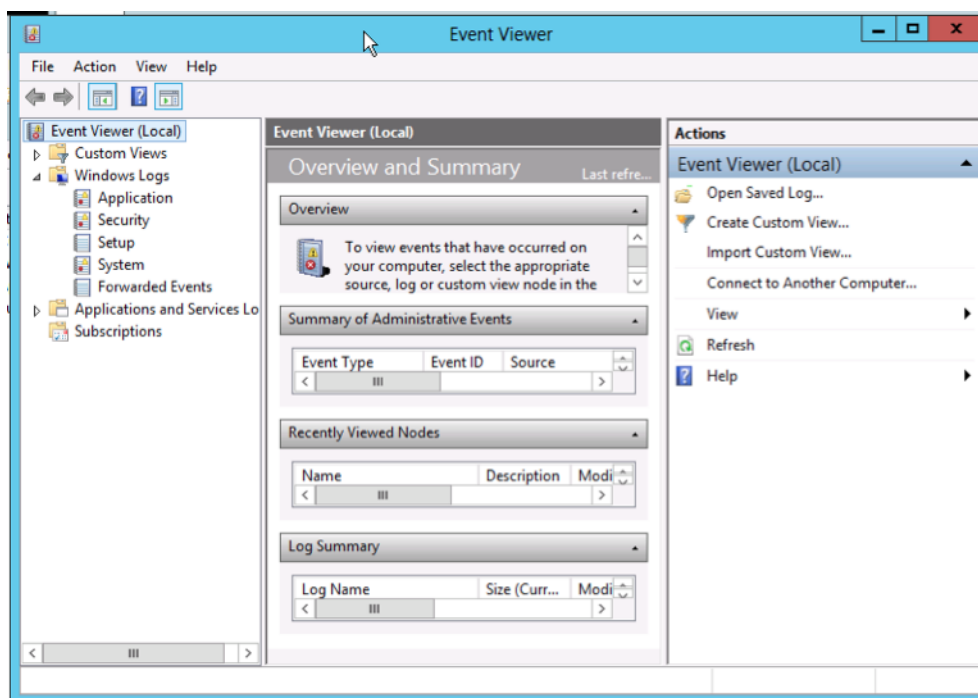 Event Viewer
File Action View Help
Event Viewer (Local)
Custom Views
Windows Logs
Application
Security
Setup
System
Forwarded Events
Applications and Services Lo
Subscriptions
Event Viewer (Local)
Overview and Summary Last refre...
Overview
To view events that have occurred on
your computer, select the appropriate
source, log or custom view node in the
Summary of Administrative Events
Event Type Event ID Source
Recently Viewed Nodes
Name Description Modi
Log Summary
Log Name Size (Curr... Modi
Actions
Event Viewer (Local)
Open Saved Log...
Create Custom View...
Import Custom View...
Connect to Another Computer...
View
Refresh
Help